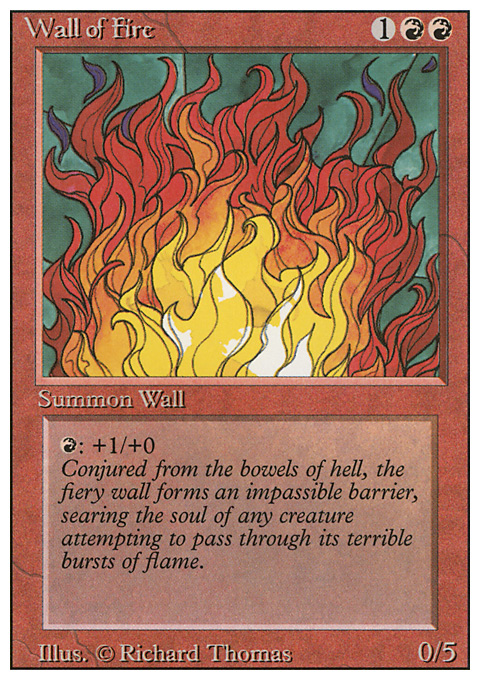 Wall of Fire 1
Summon Wall
: +1/+0
Conjured from the bowels of hell, the
fiery wall forms an impassible barrier,
searing the soul of any creature
attempting to pass through its terrible
bursts of flame.
Illus. © Richard Thomas 0/5